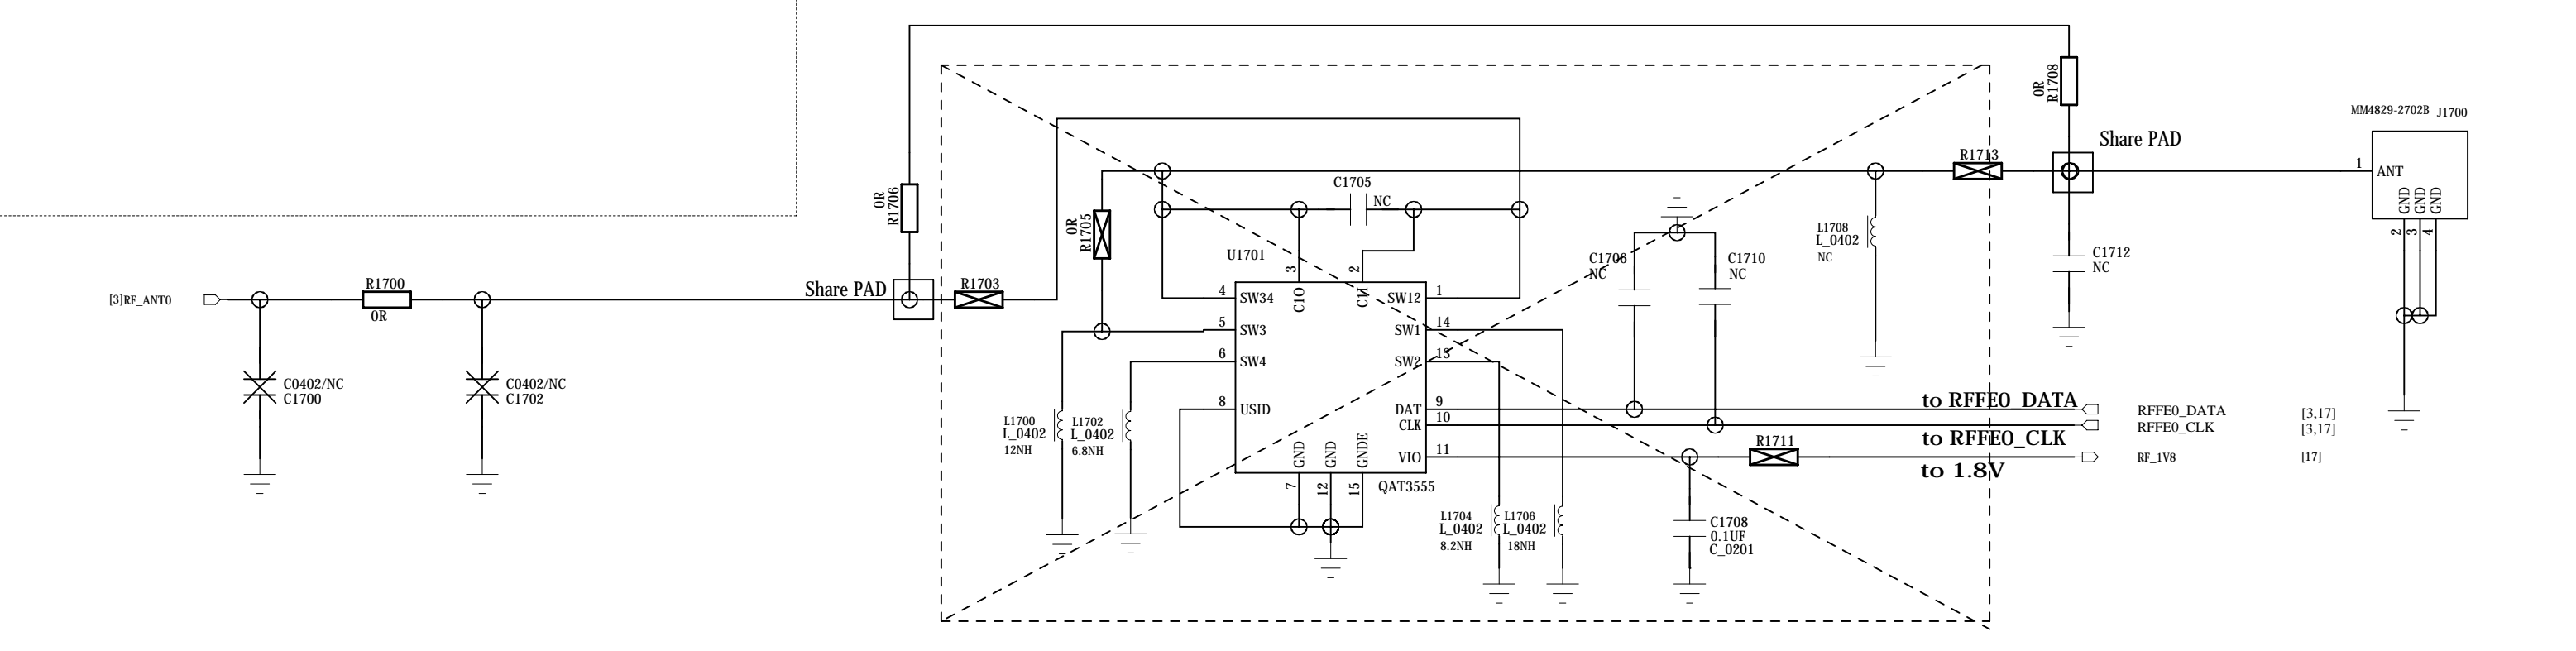 MM4829-2702B J1700
0R
R1708
Share PAD
R1713
1
ANT
C1705
NC
GND
GND
GND
2
3
4
0R
R1706
0R
R1705
L1708
L_0402
NC
U1701
3
2
C1706
NC
C1710
NC
C1712
NC
R1700
0R
Share PAD
R1703
[3]RF_ANT0
4
SW34
C1O
C1I
SW12
1
5
SW3
SW1
14
6
SW4
SW2
13
C0402/NC
C1700
C0402/NC
C1702
8
USID
DAT
9
CLK
10
VIO
11
GND
GND
GNDE
7
12
15
QAT3555
L1700
L_0402
12NH
L1702
L_0402
6.8NH
to RFFE0_DATA
RFFE0_DATA [3,17]
RFFE0_CLK [3,17]
to RFFE0_CLK
R1711
RF_1V8 [17]
to 1.8V
L1704
L_0402
8.2NH
L1706
L_0402
18NH
C1708
0.1UF
C_0201